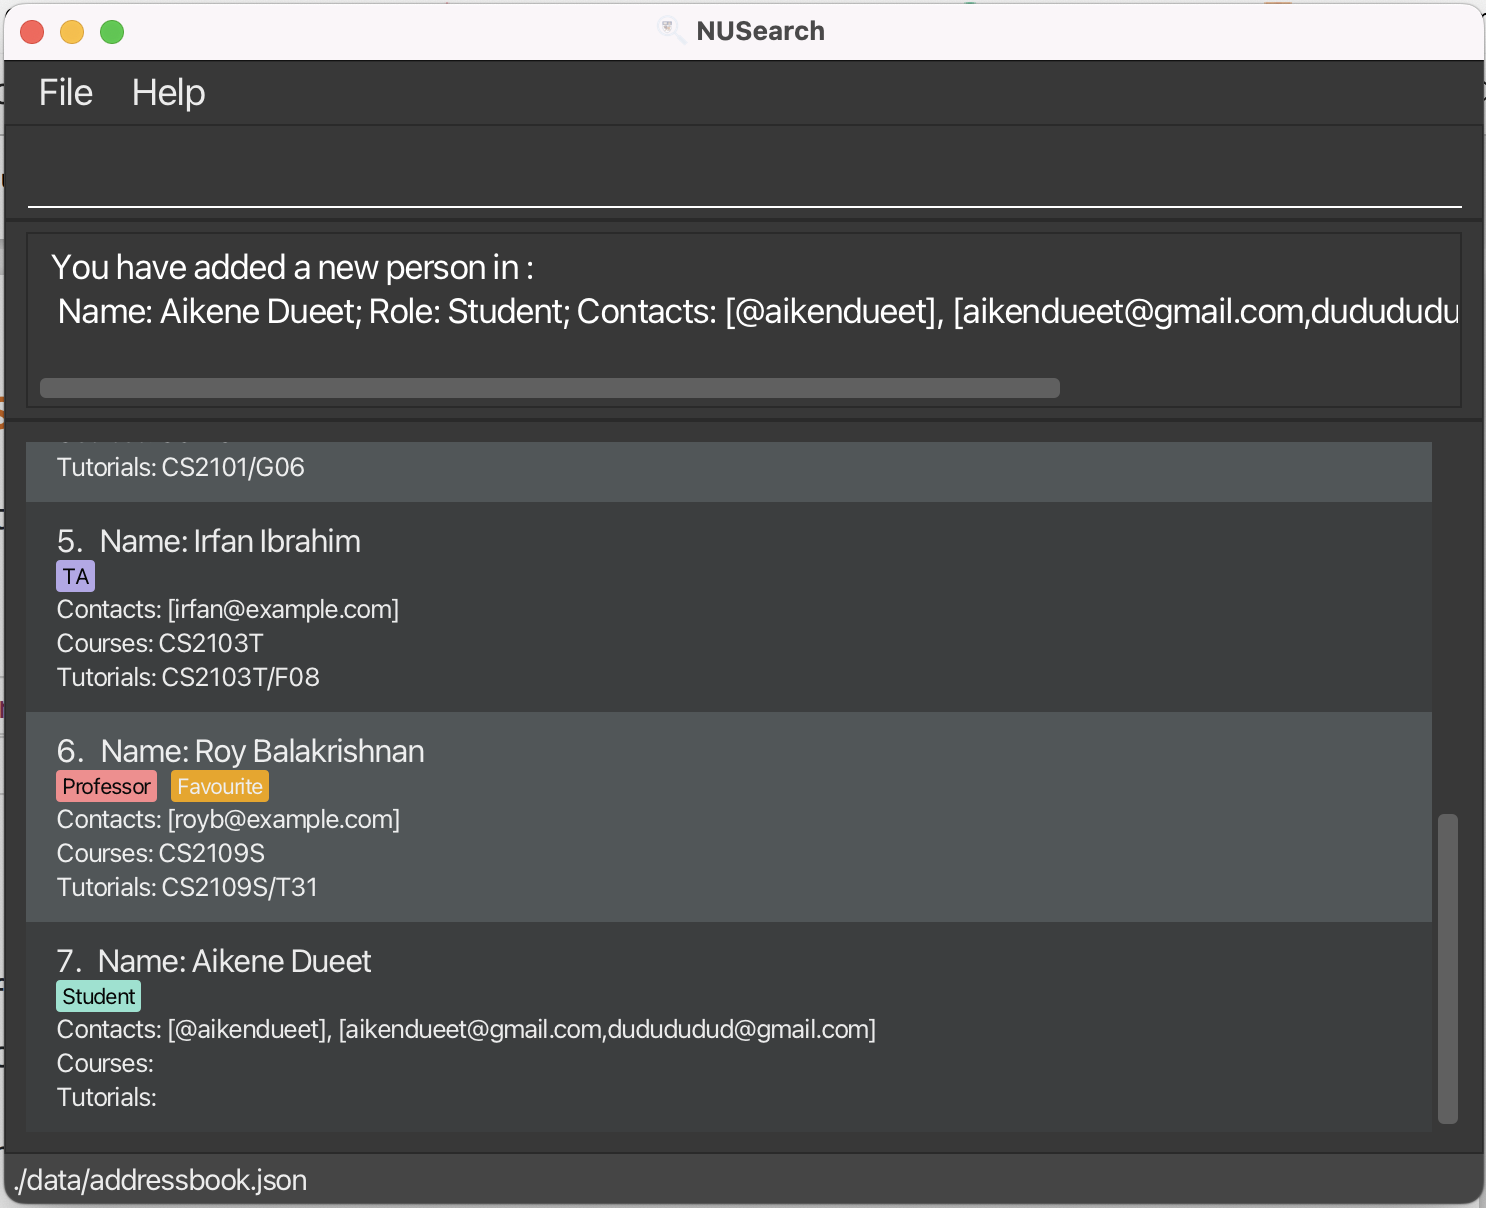 NUSearch
File Help
You have added a new person in :
Name: Aikene Dueet; Role: Student; Contacts: [@aikendueet], [aikendueet@gmail.com,dudududu
Tutorials: CS2101/G06
5. Name: Irfan Ibrahim
TA
Contacts: [irfan@example.com]
Courses: CS2103T
Tutorials: CS2103T/F08
6. Name: Roy Balakrishnan
Professor Favourite
Contacts: [royb@example.com]
Courses: CS2109S
Tutorials: CS2109S/T31
7. Name: Aikene Dueet
Student
Contacts: [@aikendueet], [aikendueet@gmail.com,dudududud@gmail.com]
Courses:
Tutorials:
./data/addressbook.json